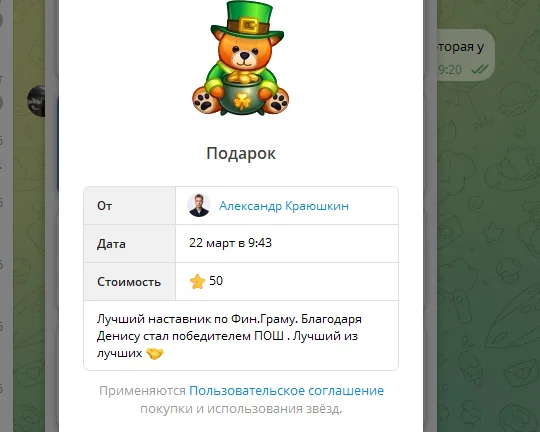 оторая у
9:20
Подарок
От Александр Краюшкин
Дата 22 март в 9:43
Стоимость 50
Лучший наставник по Фин.Граму. Благодаря
Денису стал победителем ПОШ . Лучший из
лучших 🤝
Применяются Пользовательское соглашение
покупки и использования звёзд.